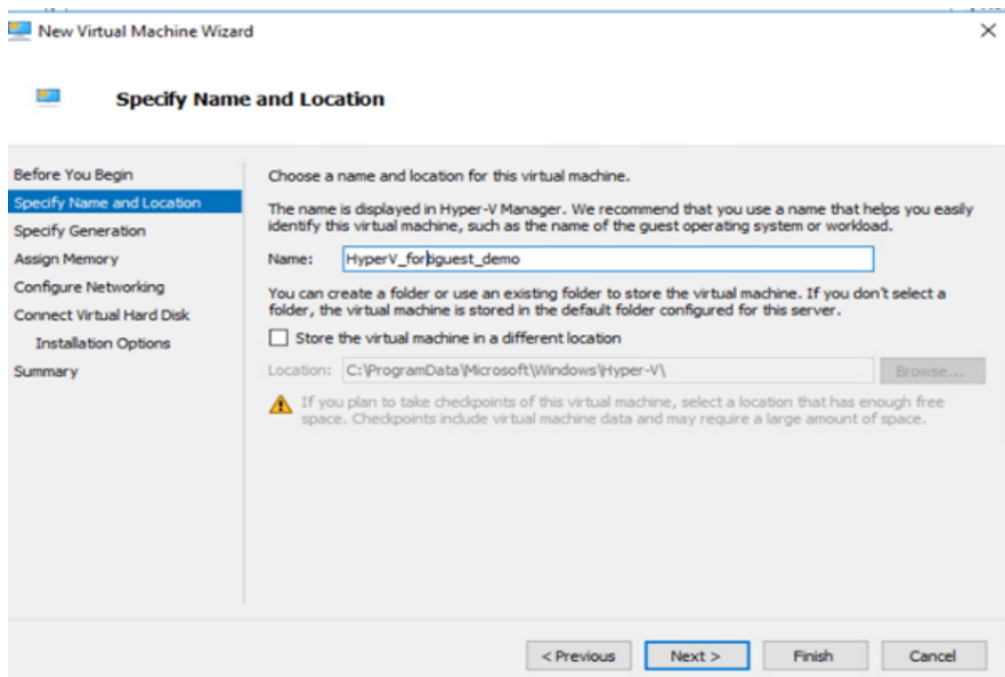 New Virtual Machine Wizard
Specify Name and Location
Before You Begin
Specify Name and Location
Specify Generation
Assign Memory
Configure Networking
Connect Virtual Hard Disk
Installation Options
Summary
Choose a name and location for this virtual machine.
The name is displayed in Hyper-V Manager. We recommend that you use a name that helps you easily
identify this virtual machine, such as the name of the guest operating system or workload.
Name: HyperV_fortiguest_demo
You can create a folder or use an existing folder to store the virtual machine. If you don't select a
folder, the virtual machine is stored in the default folder configured for this server.
Store the virtual machine in a different location
Location: C:\ProgramData\Microsoft\Windows\Hyper-V\ Browse...
If you plan to take checkpoints of this virtual machine, select a location that has enough free
space. Checkpoints include virtual machine data and may require a large amount of space.
< Previous Next > Finish Cancel